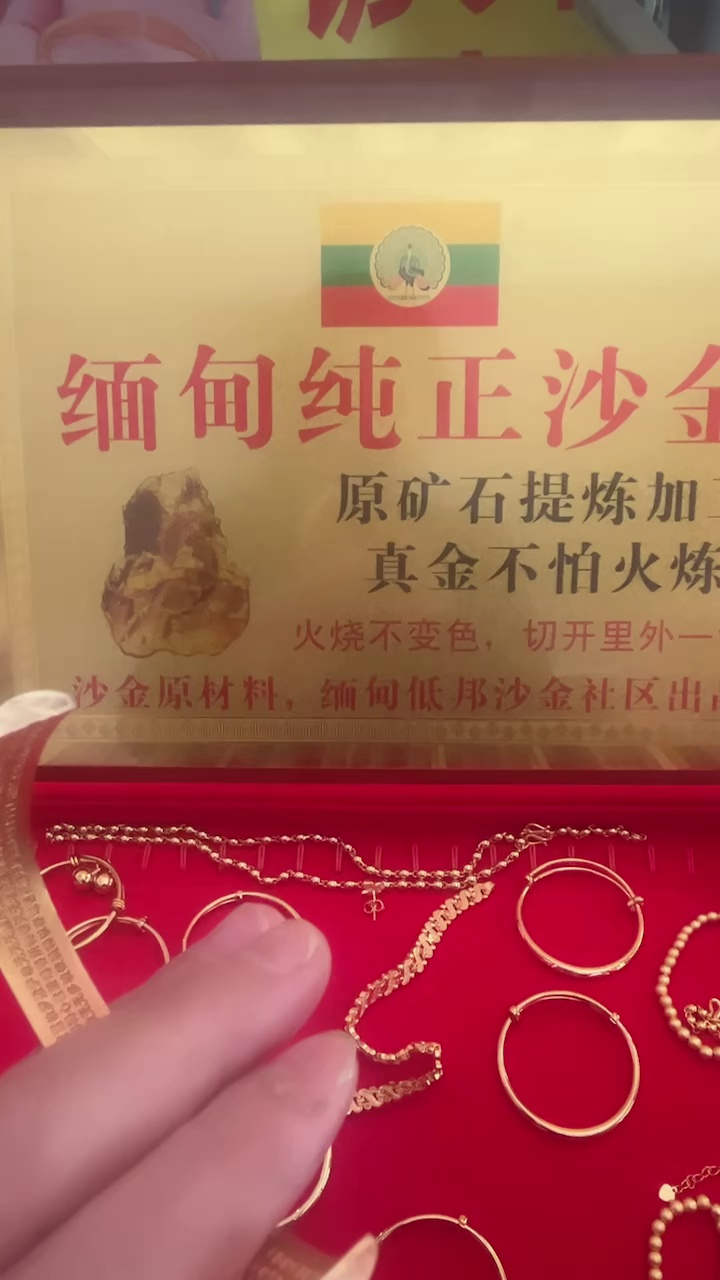 缅甸纯正沙金
原矿石提炼加工
真金不怕火炼
火烧不变色，切开里外一
沙金原材料，缅甸低邦沙金社区出